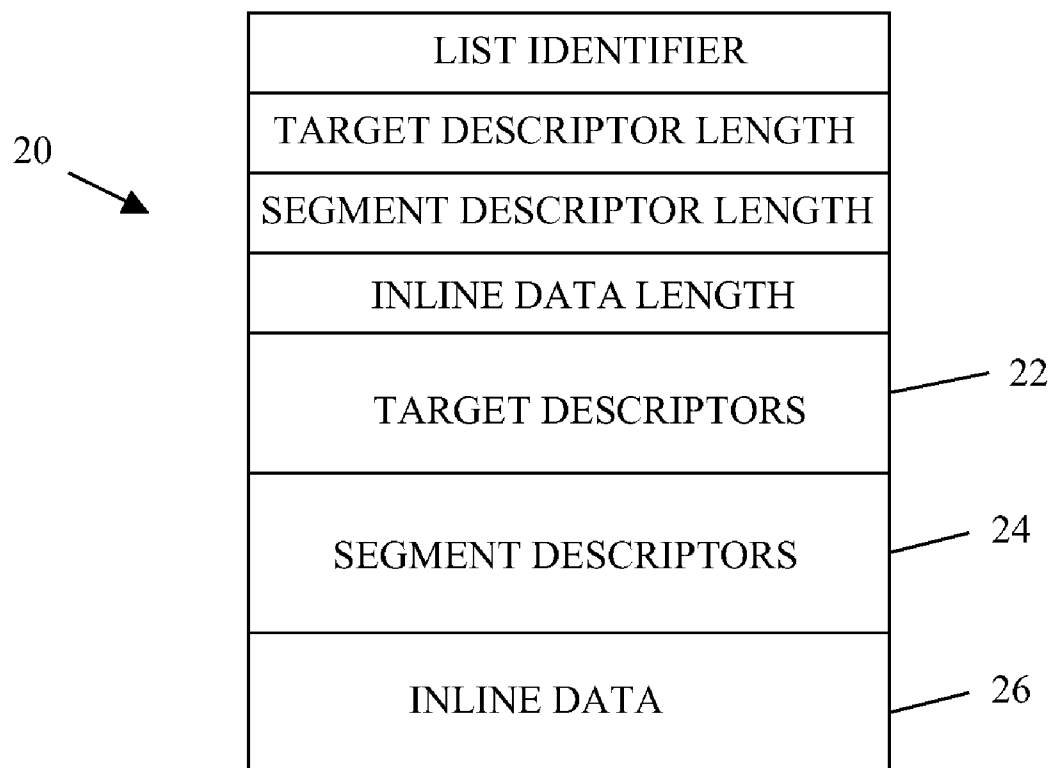 LIST IDENTIFIER
TARGET DESCRIPTOR LENGTH
20
SEGMENT DESCRIPTOR LENGTH
INLINE DATA LENGTH
22
TARGET DESCRIPTORS
24
SEGMENT DESCRIPTORS
26
INLINE DATA